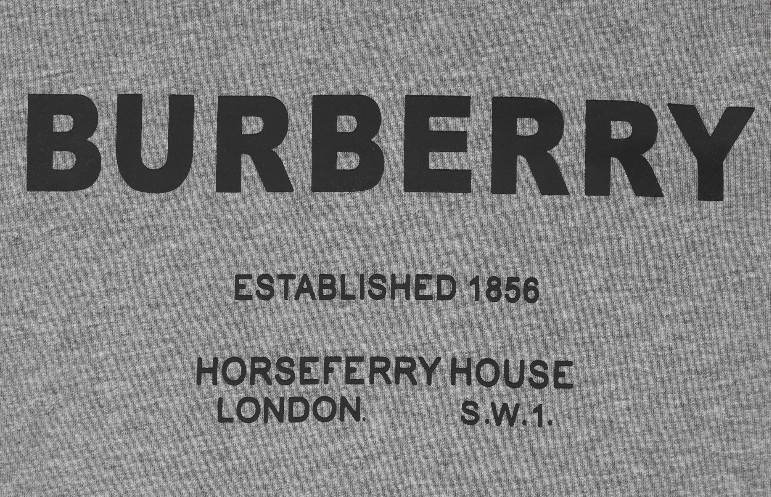 BURBERRY
ESTABLISHED 1856
HORSEFERRY HOUSE
LONDON. S.W.1.